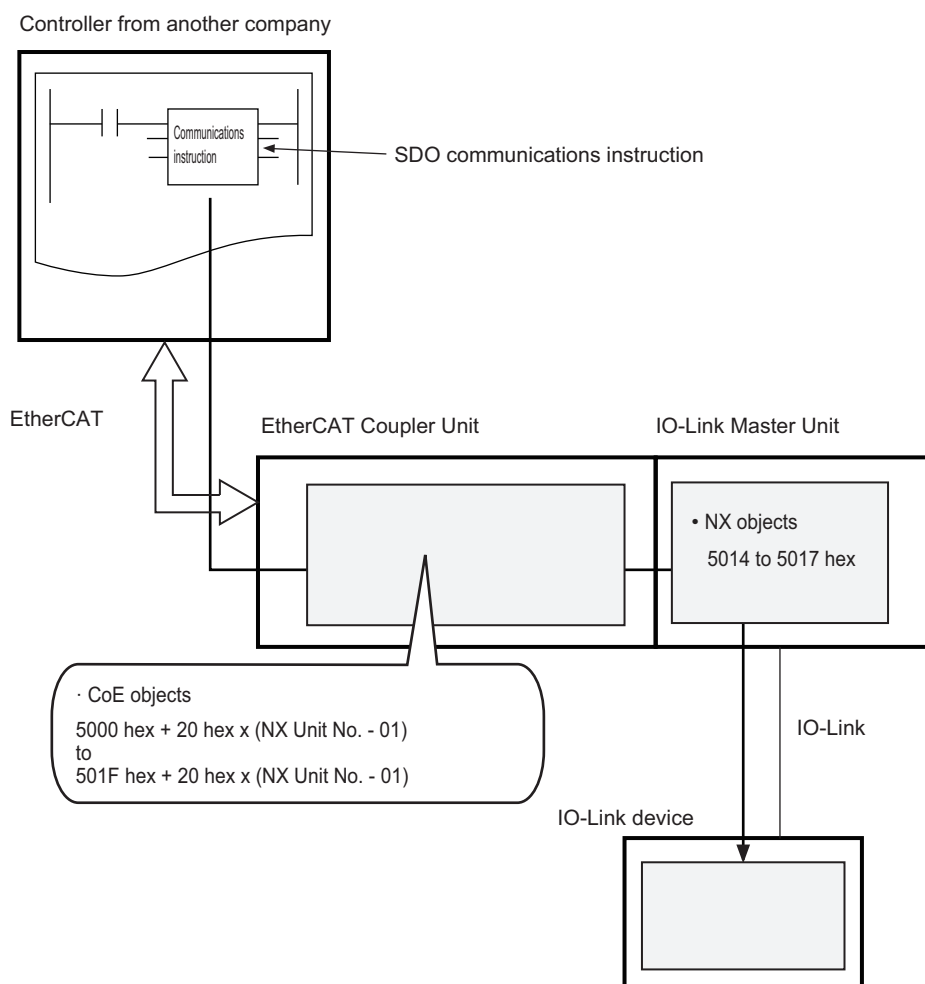 Controller from another company
Communications
instruction
SDO communications instruction
EtherCAT
EtherCAT Coupler Unit
IO-Link Master Unit
• NX objects
5014 to 5017 hex
· CoE objects
5000 hex + 20 hex x (NX Unit No. - 01)
to
501F hex + 20 hex x (NX Unit No. - 01)
IO-Link
IO-Link device